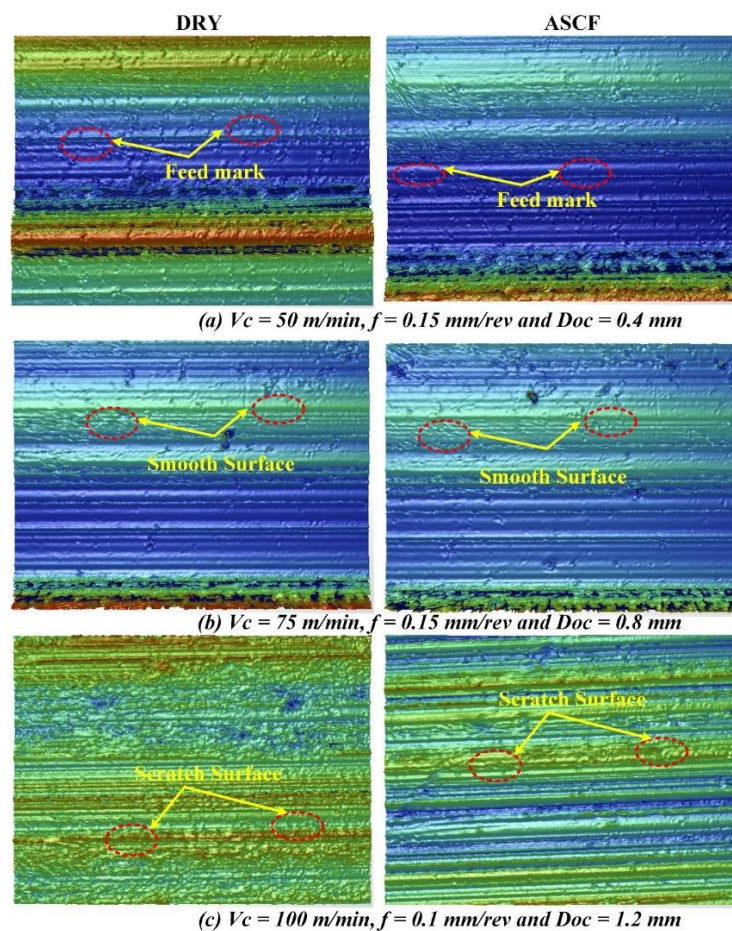 DRY ASCF
Feed mark
Feed mark
(a) Vc = 50 m/min, f = 0.15 mm/rev and Doc = 0.4 mm
Smooth Surface
Smooth Surface
(b) Vc = 75 m/min, f = 0.15 mm/rev and Doc = 0.8 mm
Scratch Surface
Scratch Surface
(c) Vc = 100 m/min, f = 0.1 mm/rev and Doc = 1.2 mm